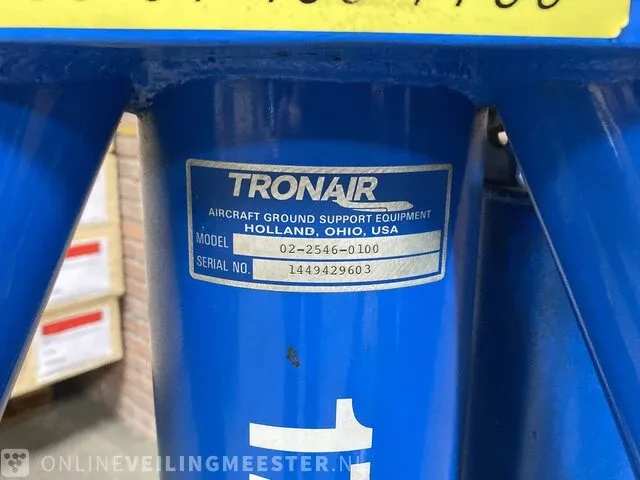 TRONAIR
AIRCRAFT GROUND SUPPORT EQUIPMENT
HOLLAND, OHIO, USA
MODEL 02-2546-0100
SERIAL NO. 1449429603
ONLINEVEILINGMEESTER.NL